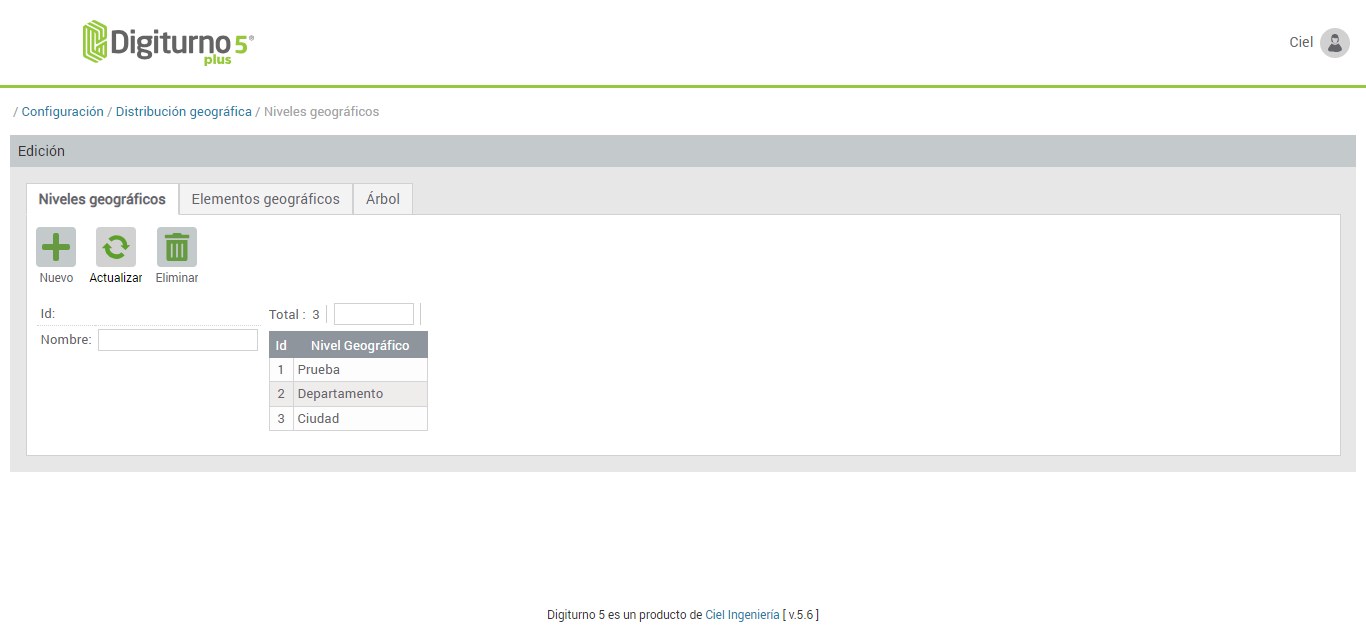 Digiturno 5®
plus
Ciel
/ Configuración / Distribución geográfica / Niveles geográficos
Edición
Niveles geográficos Elementos geográficos Árbol
Nuevo Actualizar Eliminar
Id:
Nombre:
Total : 3
Id Nivel Geográfico
1 Prueba
2 Departamento
3 Ciudad
Digiturno 5 es un producto de Ciel Ingeniería [ v.5.6 ]